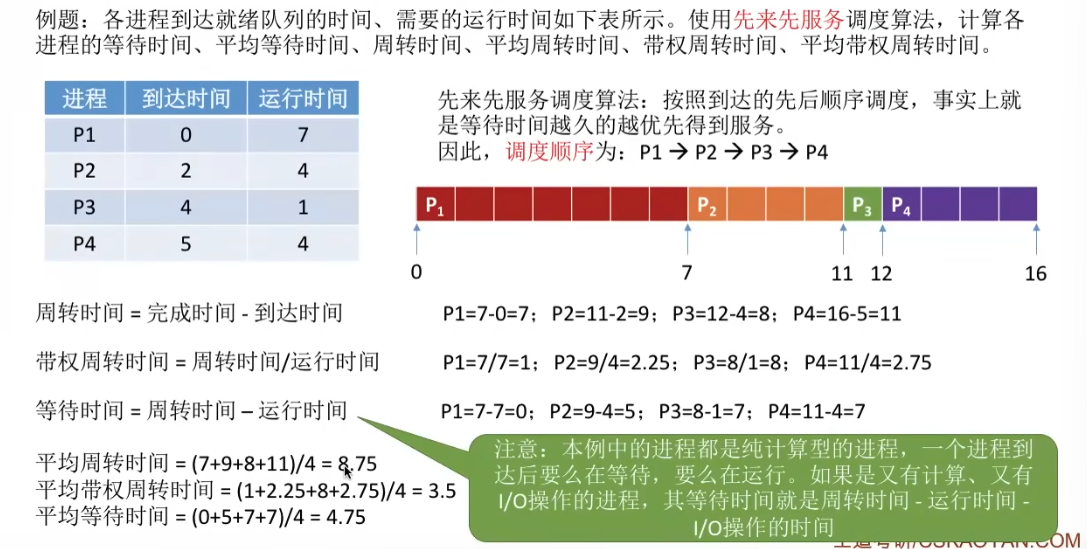 例题：各进程到达就绪队列的时间、需要的运行时间如下表所示。使用先来先服务调度算法，计算各
进程的等待时间、平均等待时间、周转时间、平均周转时间、带权周转时间、平均带权周转时间。
进程 到达时间 运行时间
P1 0 7
P2 2 4
P3 4 1
P4 5 4
先来先服务调度算法：按照到达的先后顺序调度，事实上就
是等待时间越久的越优先得到服务。
因此，调度顺序为：P1 → P2 → P3 → P4
P₁ P₂ P₃ P₄
0 7 11 12 16
周转时间 = 完成时间 - 到达时间 P1=7-0=7；P2=11-2=9；P3=12-4=8；P4=16-5=11
带权周转时间 = 周转时间/运行时间 P1=7/7=1；P2=9/4=2.25；P3=8/1=8；P4=11/4=2.75
等待时间 = 周转时间 – 运行时间 P1=7-7=0；P2=9-4=5；P3=8-1=7；P4=11-4=7
平均周转时间 = (7+9+8+11)/4 = 8.75
平均带权周转时间 = (1+2.25+8+2.75)/4 = 3.5
平均等待时间 = (0+5+7+7)/4 = 4.75
注意：本例中的进程都是纯计算型的进程，一个进程到
达后要么在等待，要么在运行。如果是又有计算、又有
I/O操作的进程，其等待时间就是周转时间 - 运行时间 -
I/O操作的时间
王道考研/CSKAOYAN.COM